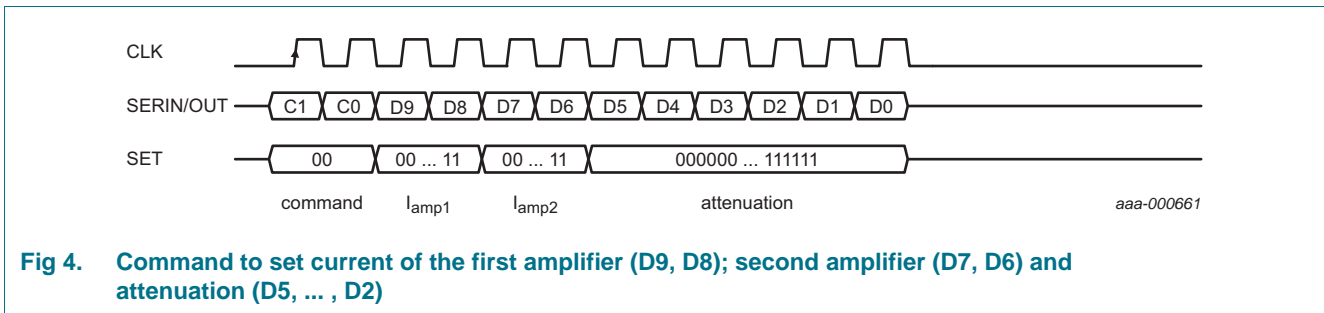 CLK
SERIN/OUT C1 C0 D9 D8 D7 D6 D5 D4 D3 D2 D1 D0
SET 00 00 ... 11 00 ... 11 000000 ... 111111
command Iamp1 Iamp2 attenuation aaa-000661
Fig 4. Command to set current of the first amplifier (D9, D8); second amplifier (D7, D6) and
attenuation (D5, ... , D2)